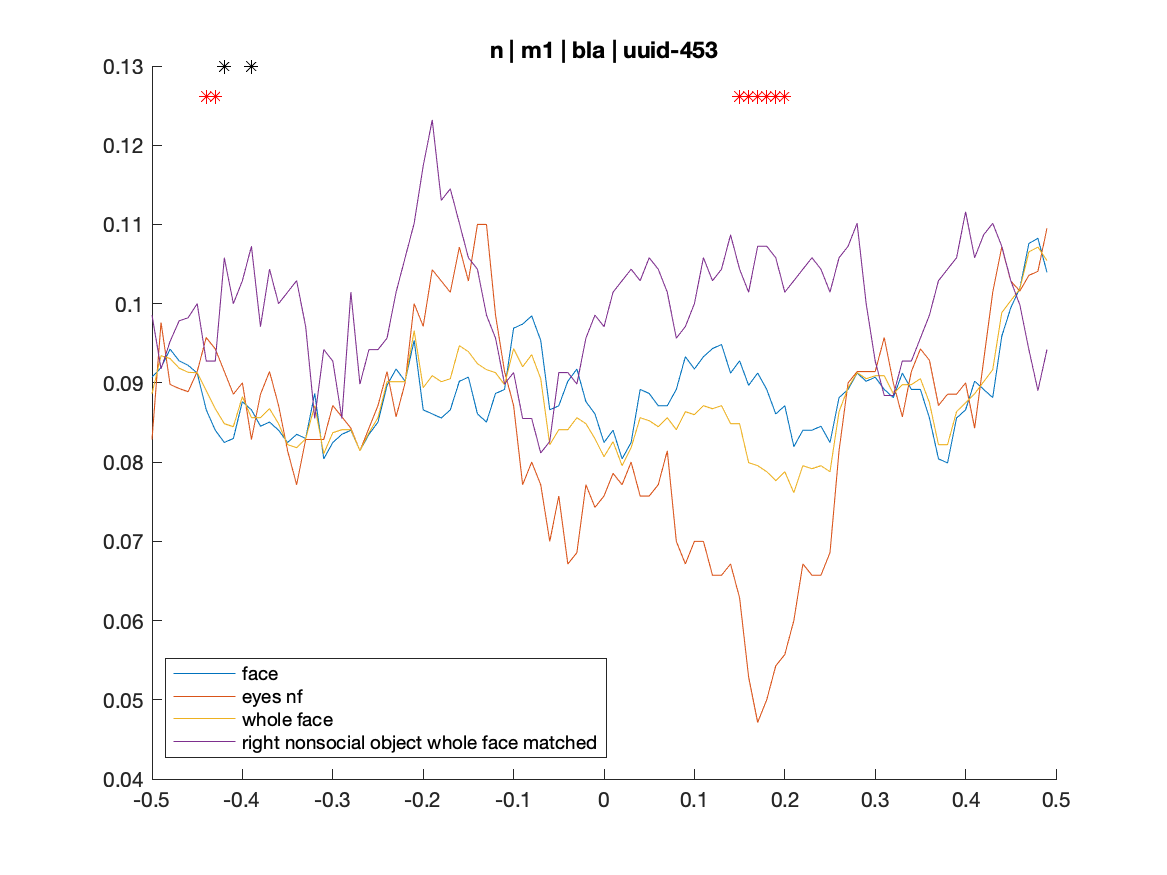 n | m1 | bla | uuid-453
0.13
0.12
0.11
0.1
0.09
0.08
0.07
0.06
0.05
0.04
face
eyes nf
whole face
right nonsocial object whole face matched
-0.5 -0.4 -0.3 -0.2 -0.1 0 0.1 0.2 0.3 0.4 0.5